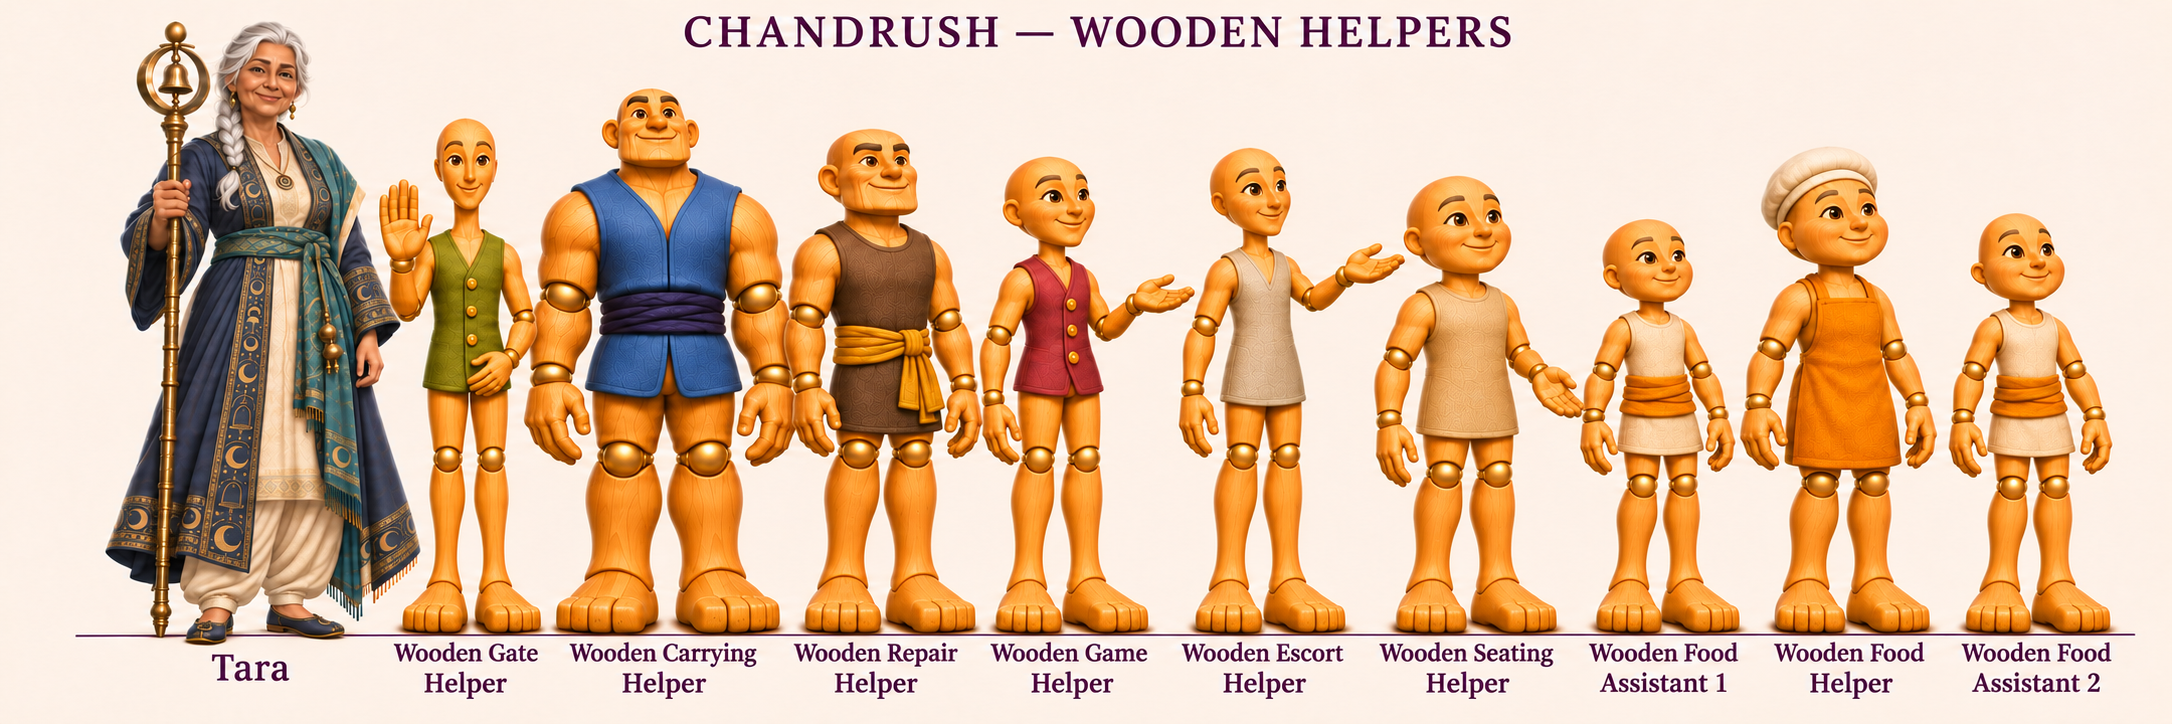 CHANDRUSH — WOODEN HELPERS
Tara
Wooden Gate
Helper
Wooden Carrying
Helper
Wooden Repair
Helper
Wooden Game
Helper
Wooden Escort
Helper
Wooden Seating
Helper
Wooden Food
Assistant 1
Wooden Food
Helper
Wooden Food
Assistant 2